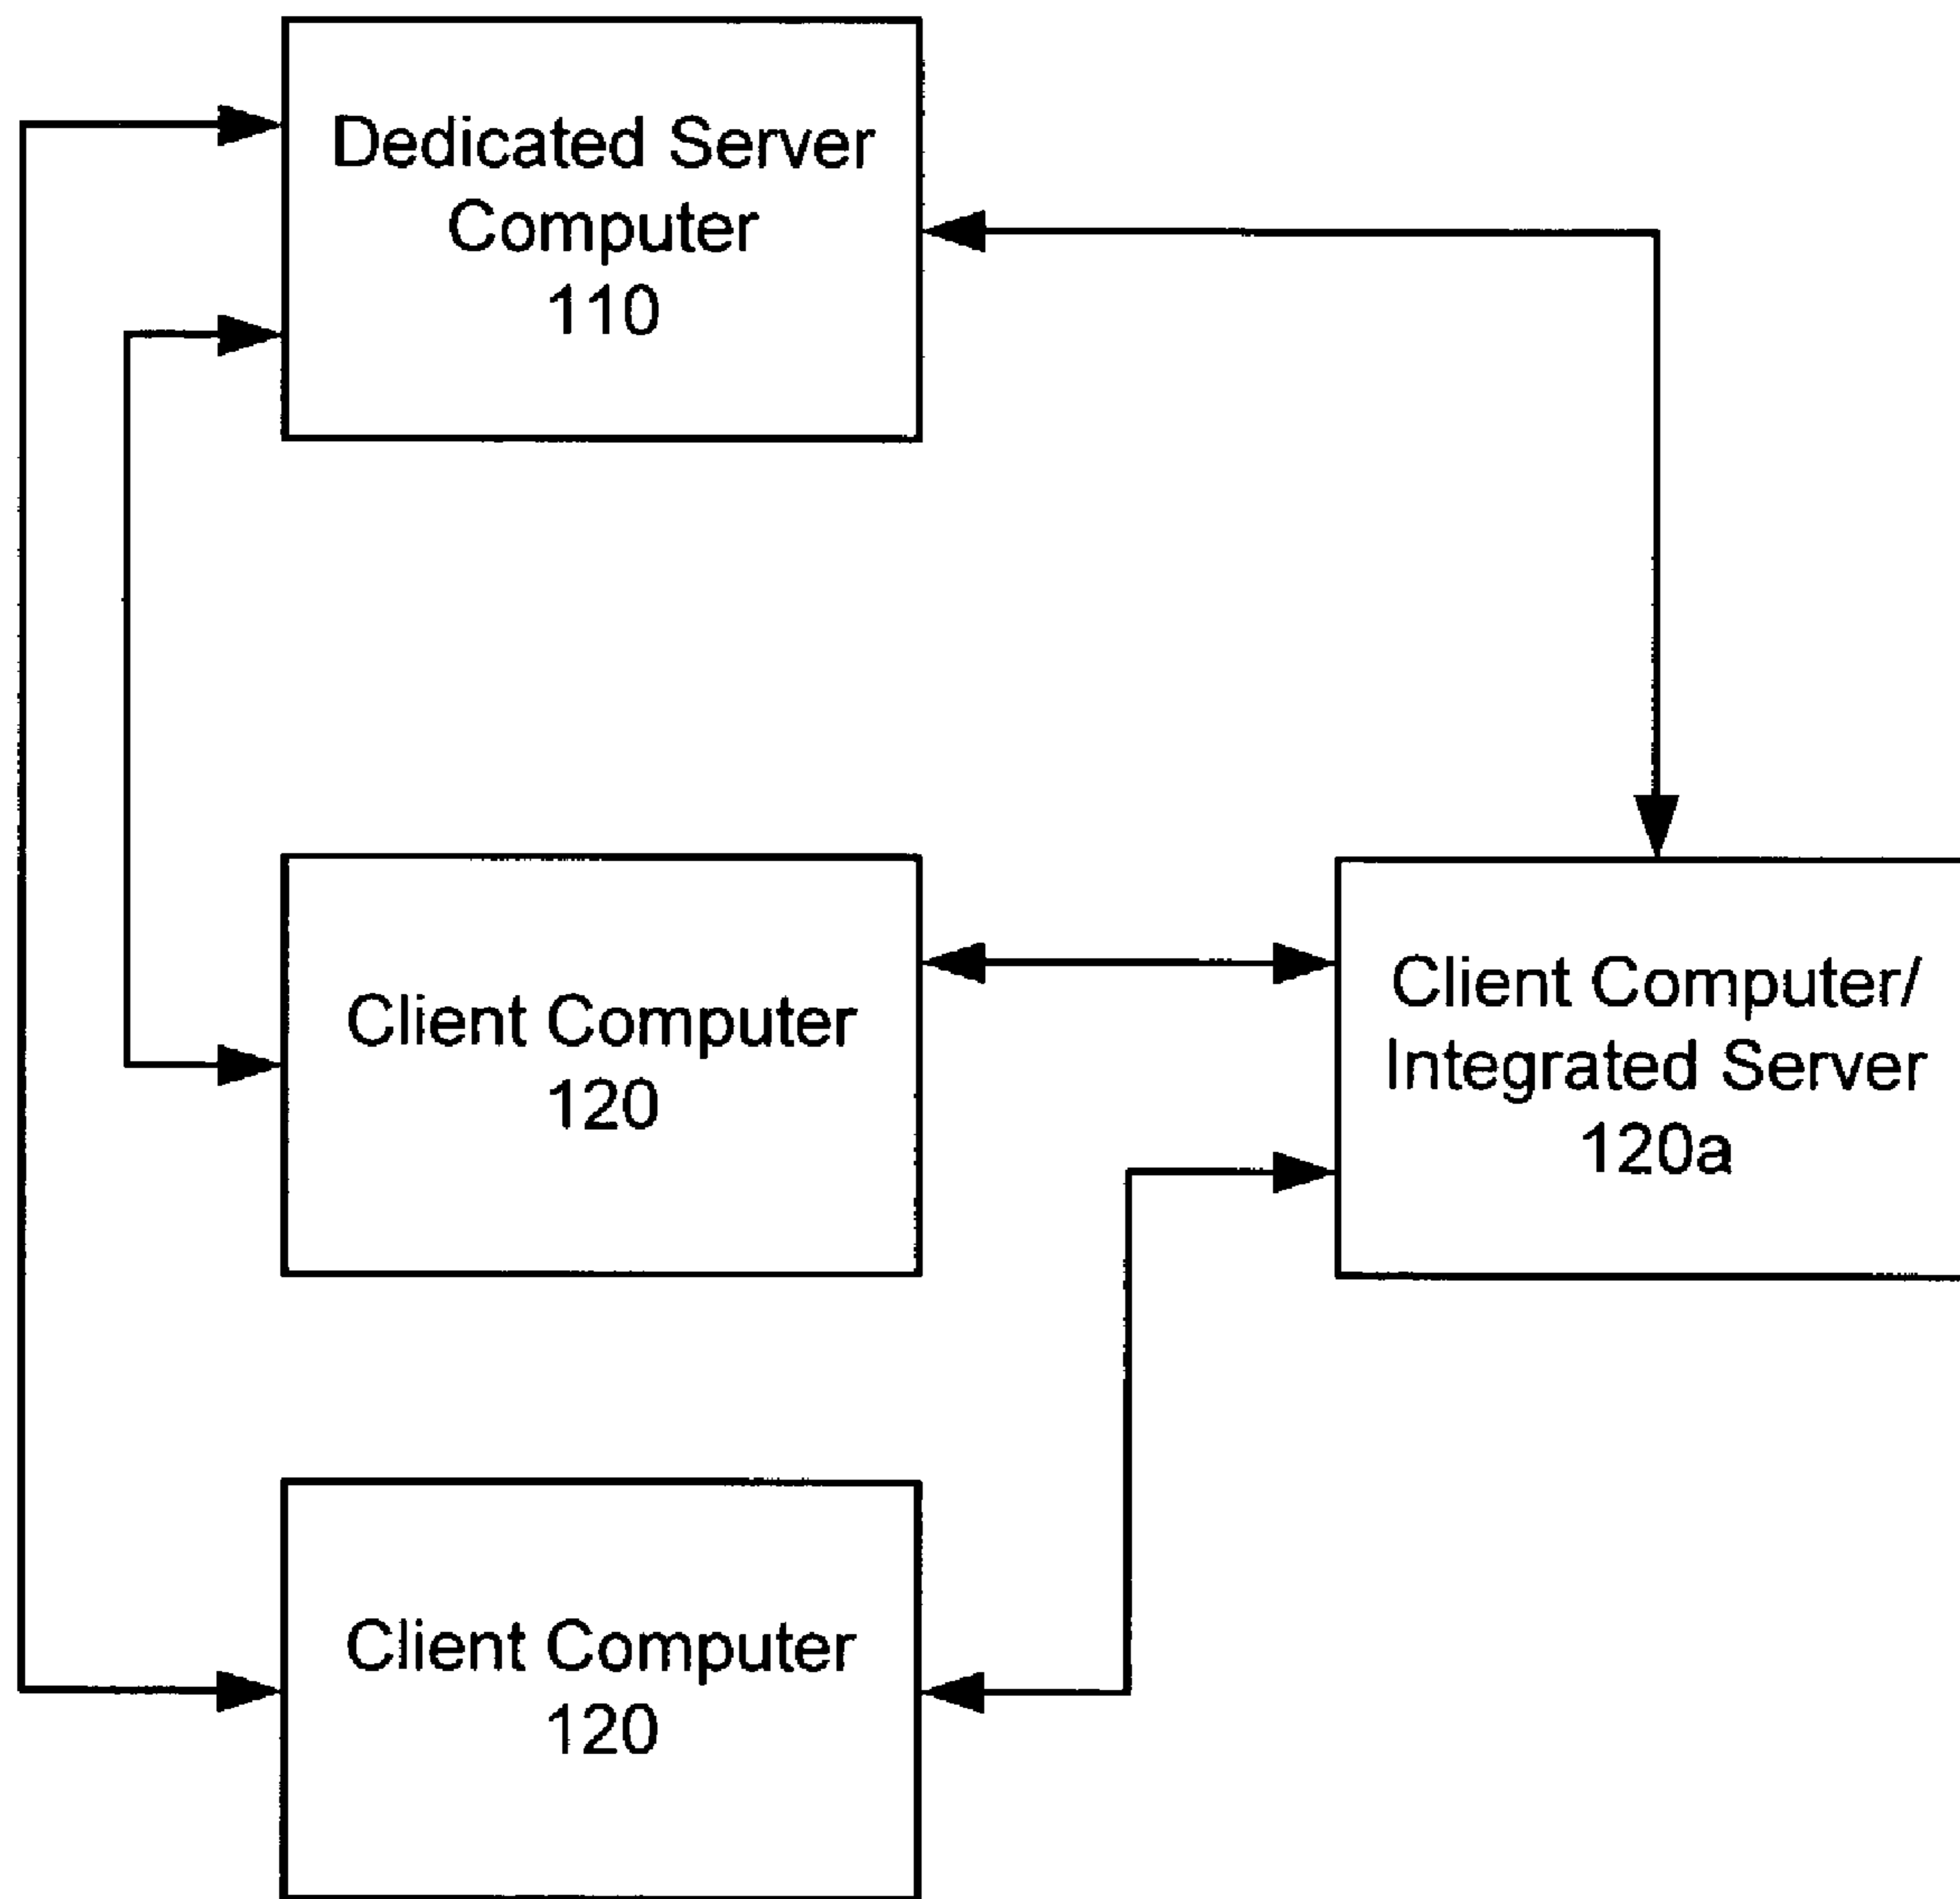 Dedicated Server
Computer
110
Client Computer
120
Client Computer/
Integrated Server
120a
Client Computer
120